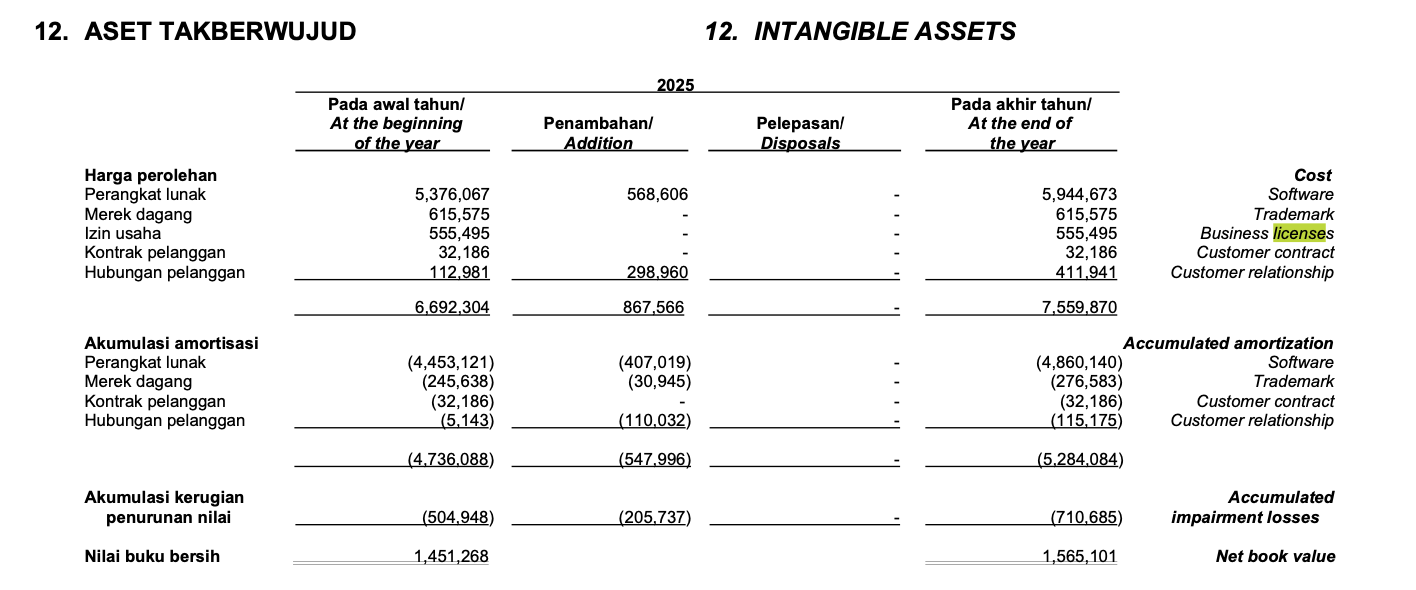 12. ASET TAKBERWUJUD 12. INTANGIBLE ASSETS
2025
Pada awal tahun/ Pada akhir tahun/
At the beginning Penambahan/ Pelepasan/ At the end of
of the year Addition Disposals the year
Harga perolehan Cost
Perangkat lunak 5,376,067 568,606 - 5,944,673 Software
Merek dagang 615,575 - - 615,575 Trademark
Izin usaha 555,495 - - 555,495 Business licenses
Kontrak pelanggan 32,186 - - 32,186 Customer contract
Hubungan pelanggan 112,981 298,960 - 411,941 Customer relationship
6,692,304 867,566 - 7,559,870
Akumulasi amortisasi Accumulated amortization
Perangkat lunak (4,453,121) (407,019) - (4,860,140) Software
Merek dagang (245,638) (30,945) - (276,583) Trademark
Kontrak pelanggan (32,186) - - (32,186) Customer contract
Hubungan pelanggan (5,143) (110,032) - (115,175) Customer relationship
(4,736,088) (547,996) - (5,284,084)
Akumulasi kerugian Accumulated
penurunan nilai (504,948) (205,737) - (710,685) impairment losses
Nilai buku bersih 1,451,268 1,565,101 Net book value